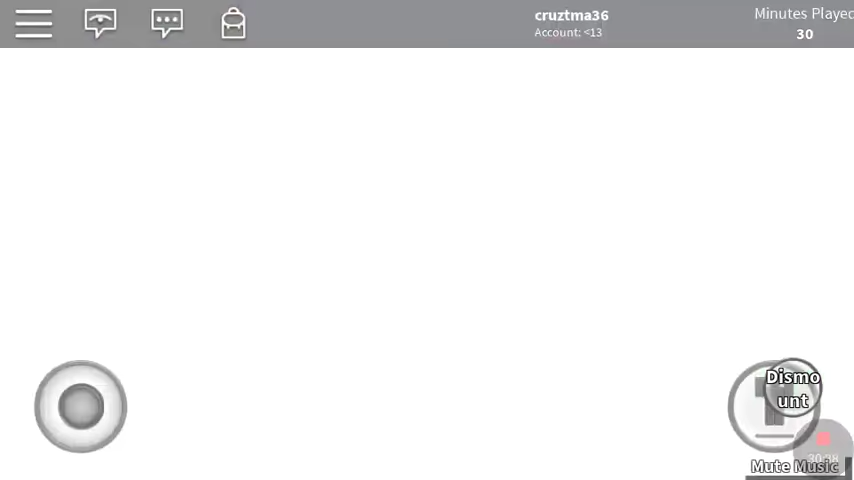 cruztma36
Account: <13
Minutes Played
30
Dismo
unt
Mute Music